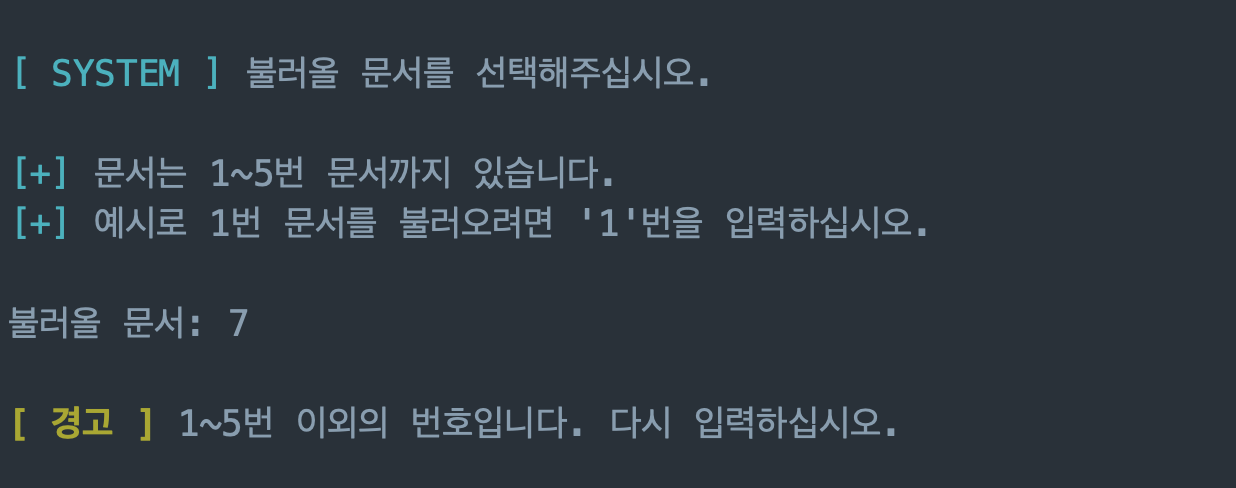 [ SYSTEM ] 불러올 문서를 선택해주십시오.
[+] 문서는 1~5번 문서까지 있습니다.
[+] 예시로 1번 문서를 불러오려면 '1'번을 입력하십시오.
불러올 문서: 7
[ 경고 ] 1~5번 이외의 번호입니다. 다시 입력하십시오.